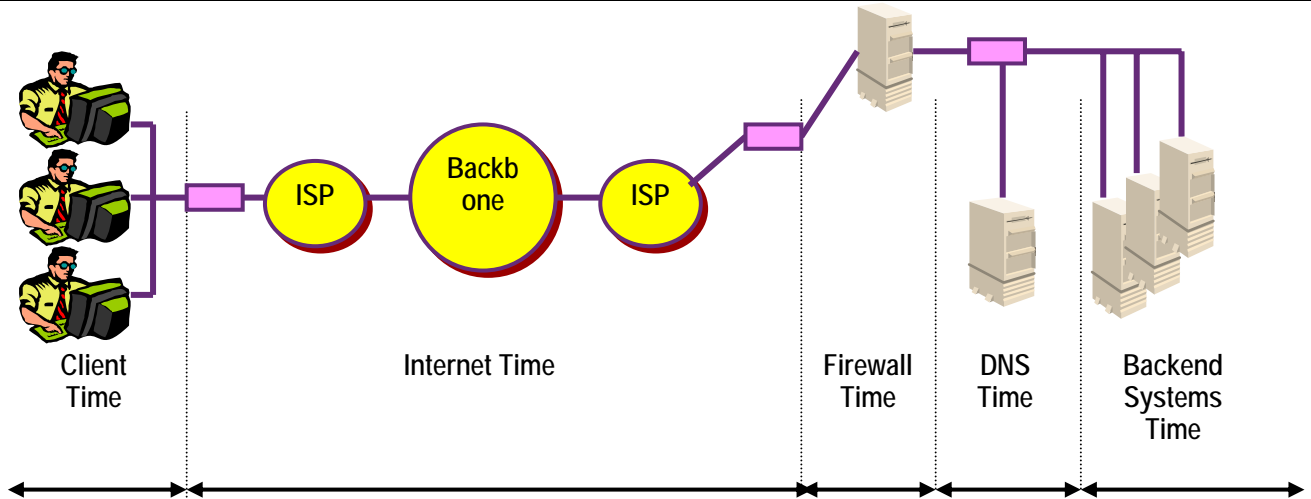 ISP
Backb
one
ISP
Client
Time
Internet Time
Firewall
Time
DNS
Time
Backend
Systems
Time